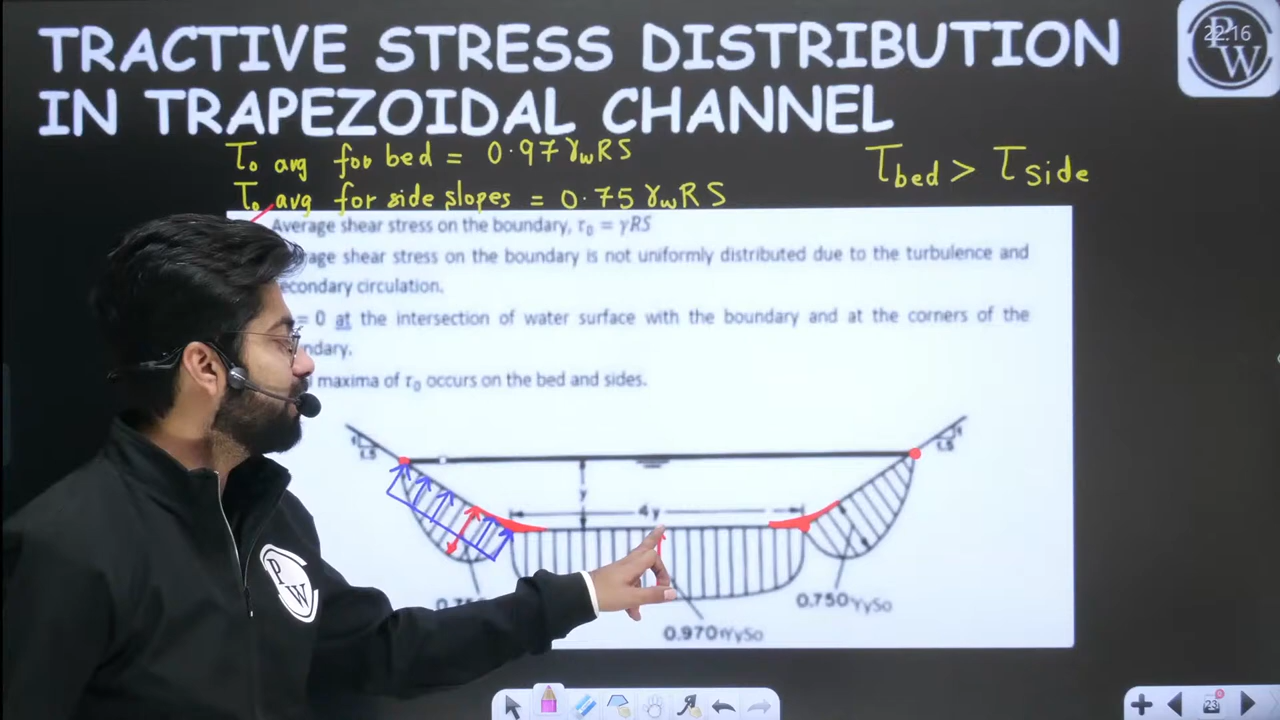 TRACTIVE STRESS DISTRIBUTION
22:16
P
W
IN TRAPEZOIDAL CHANNEL
τ₀ avg for bed = 0.97 γwRS
τbed > τside
τ₀ avg for side slopes = 0.75 γwRS
Average shear stress on the boundary, τ₀ = γRS
shear stress on the boundary is not uniformly distributed due to the turbulence and
circulation.
= 0 at the intersection of water surface with the boundary and at the corners of the
maxima of τ₀ occurs on the bed and sides.
1
1.5
1
1.5
y
4y
P
W
0.750γySo
0.970γySo
23